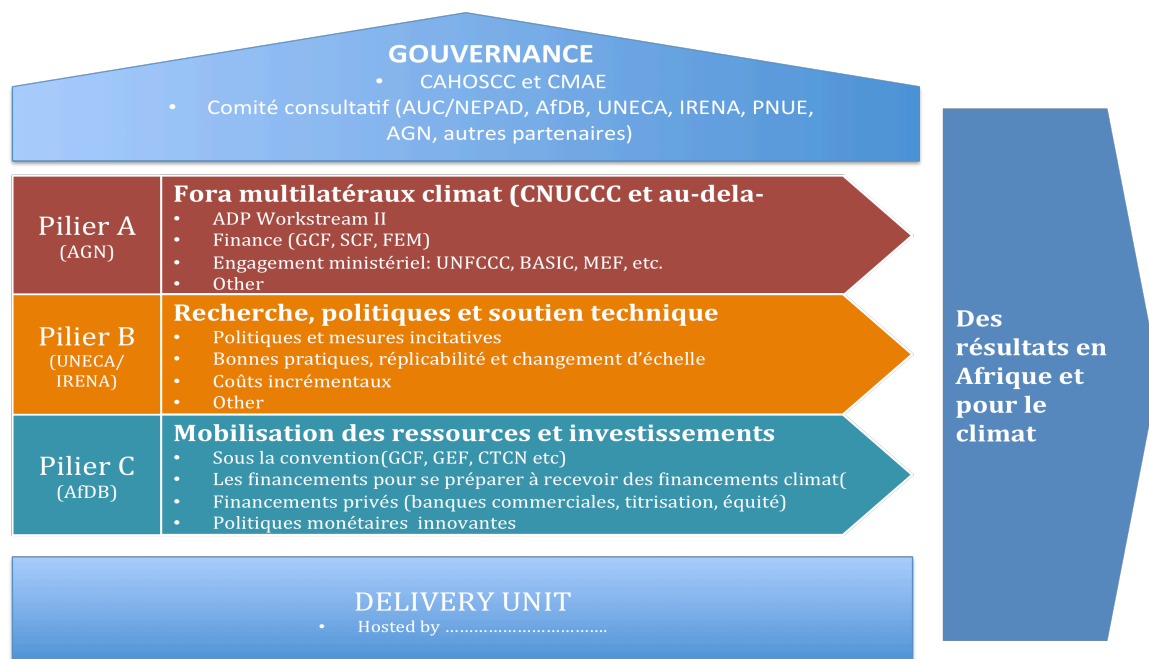 GOUVERNANCE
• CAHOSCC et CMAE
• Comité consultatif (AUC/NEPAD, AfDB, UNECA, IRENA, PNUE,
AGN, autres partenaires)
Pilier A
(AGN)
Fora multilatéraux climat (CNUCCC et au-dela-
• ADP Workstream II
• Finance (GCF, SCF, FEM)
• Engagement ministériel: UNFCCC, BASIC, MEF, etc.
• Other
Pilier B
(UNECA/
IRENA)
Recherche, politiques et soutien technique
• Politiques et mesures incitatives
• Bonnes pratiques, réplicabilité et changement d’échelle
• Coûts incrémentaux
• Other
Pilier C
(AfDB)
Mobilisation des ressources et investissements
• Sous la convention(GCF, GEF, CTCN etc)
• Les financements pour se préparer à recevoir des financements climat(
• Financements privés (banques commerciales, titrisation, équité)
• Politiques monétaires innovantes
Des
résultats en
Afrique et
pour le
climat
DELIVERY UNIT
• Hosted by ……………………………..